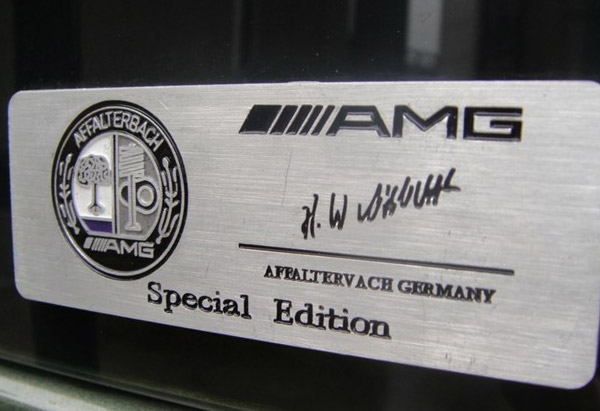 AFFALTERBACH
AMG
AMG
H. W
AFFALTERVACH GERMANY
Special Edition